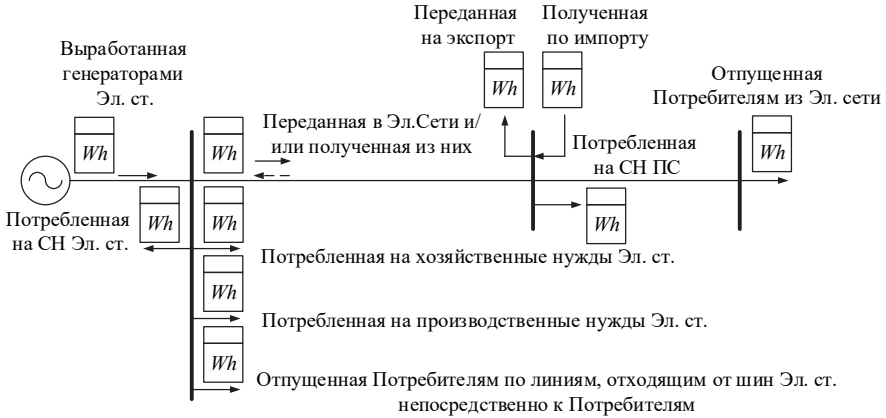 Переданная
на экспорт
Полученная
по импорту
Выработанная
генераторами
Эл. ст.
Отпущенная
Потребителям из Эл. сети
Wh
Wh
Wh
Wh
Wh
Переданная в Эл.Сети и/
или полученная из них
Потребленная
на СН ПС
Потребленная
на СН Эл. ст.
Wh
Wh
Wh
Потребленная на хозяйственные нужды Эл. ст.
Wh
Потребленная на производственные нужды Эл. ст.
Wh
Отпущенная Потребителям по линиям, отходящим от шин Эл. ст.
непосредственно к Потребителям